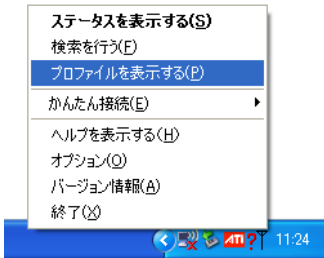 ステータスを表示する(S)
検索を行う(F)
プロファイルを表示する(P)
かんたん接続(E)
ヘルプを表示する(H)
オプション(O)
バージョン情報(A)
終了(X)
ATI ? 11:24